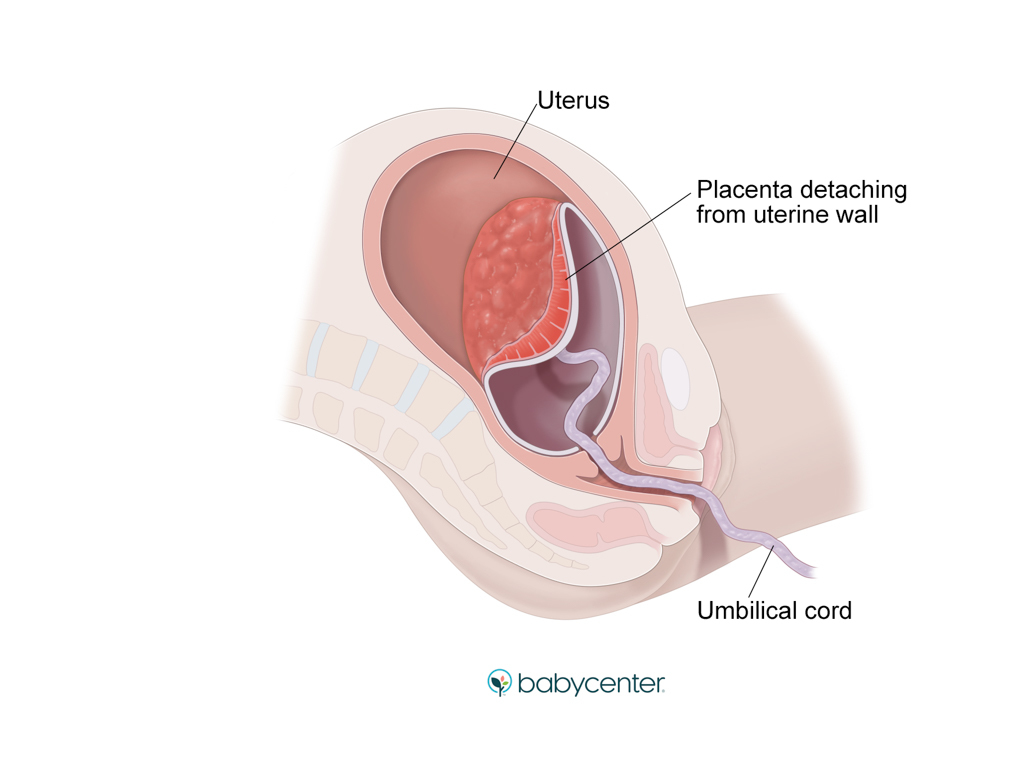 Uterus
Placenta detaching
from uterine wall
Umbilical cord
babycenter